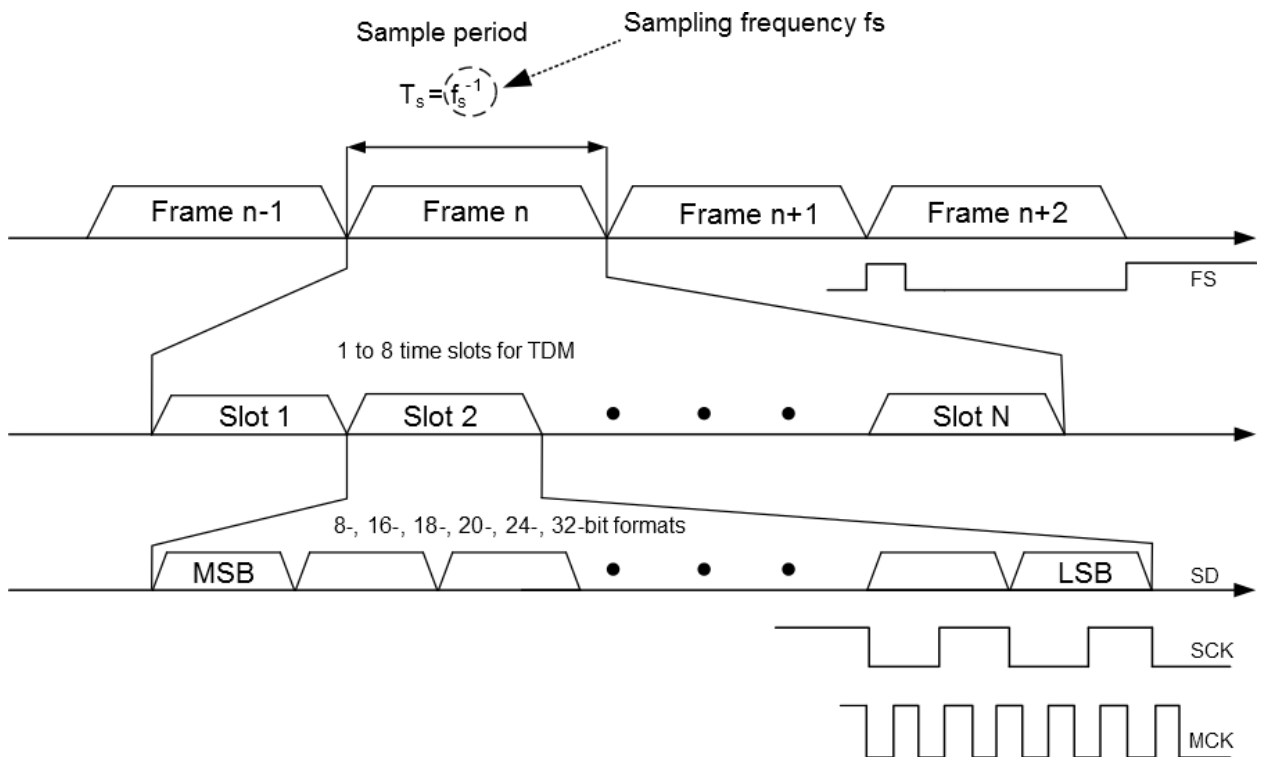 Sample period
Sampling frequency fs
Tₛ = fₛ⁻¹
Frame n-1
Frame n
Frame n+1
Frame n+2
FS
1 to 8 time slots for TDM
Slot 1
Slot 2
Slot N
8-, 16-, 18-, 20-, 24-, 32-bit formats
MSB
LSB
SD
SCK
MCK